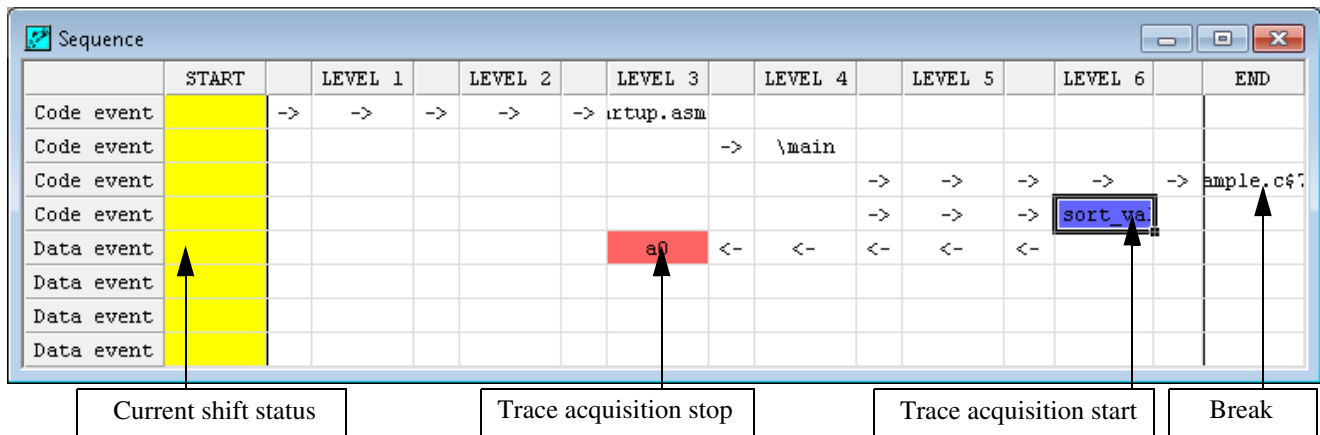 Sequence
START LEVEL 1 LEVEL 2 LEVEL 3 LEVEL 4 LEVEL 5 LEVEL 6 END
Code event -> -> -> -> -> rtup.asm
Code event -> \main
Code event -> -> -> -> -> ample.c$7
Code event -> -> -> sort_va
Data event a0 <- <- <- <- <-
Data event
Data event
Data event
Current shift status Trace acquisition stop Trace acquisition start Break